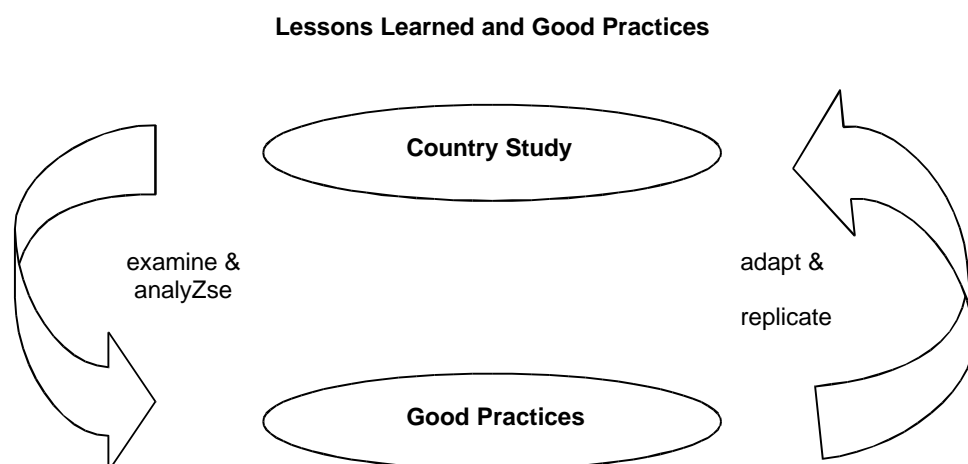 Lessons Learned and Good Practices
Country Study
examine &
analyZse
adapt &
replicate
Good Practices